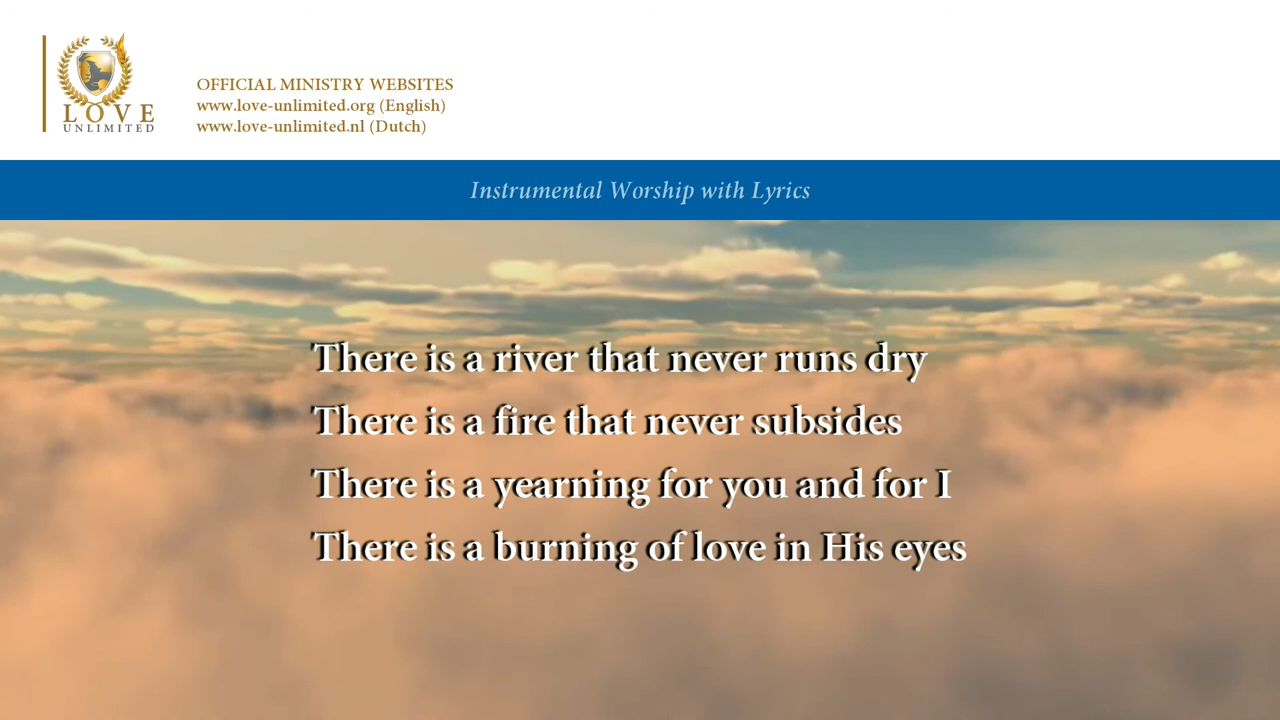 LOVE
UNLIMITED
OFFICIAL MINISTRY WEBSITES
www.love-unlimited.org (English)
www.love-unlimited.nl (Dutch)
Instrumental Worship with Lyrics
There is a river that never runs dry
There is a fire that never subsides
There is a yearning for you and for I
There is a burning of love in His eyes